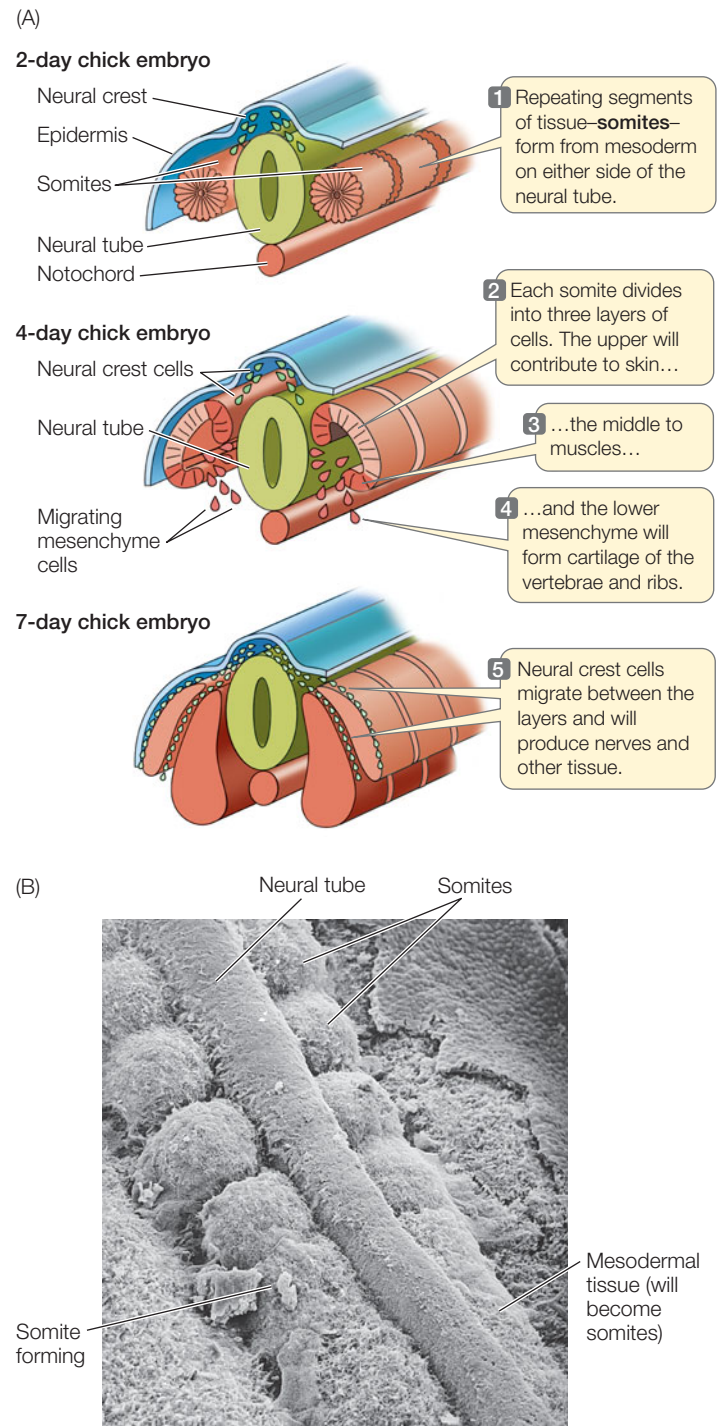 (A)
2-day chick embryo
Neural crest
Epidermis
Somites
Neural tube
Notochord
1 Repeating segments
of tissue–somites–
form from mesoderm
on either side of the
neural tube.
4-day chick embryo
Neural crest cells
Neural tube
Migrating
mesenchyme
cells
2 Each somite divides
into three layers of
cells. The upper will
contribute to skin…
3 …the middle to
muscles…
4 …and the lower
mesenchyme will
form cartilage of the
vertebrae and ribs.
7-day chick embryo
5 Neural crest cells
migrate between the
layers and will
produce nerves and
other tissue.
(B)
Neural tube
Somites
Somite
forming
Mesodermal
tissue (will
become
somites)